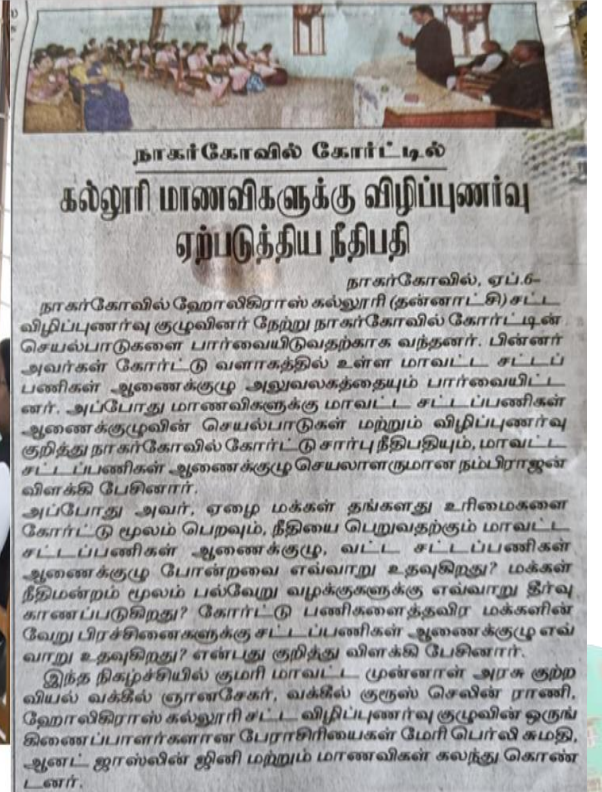 நாகர்கோவில் கோர்ட்டில்
கல்லூரி மாணவிகளுக்கு விழிப்புணர்வு
ஏற்படுத்திய நீதிபதி
நாகர்கோவில், ஏப்.6-
நாகர்கோவில் ஹோலிகிராஸ் கல்லூரி (தன்னாட்சி) சட்ட
விழிப்புணர்வு குழுவினர் நேற்று நாகர்கோவில் கோர்ட்டின்
செயல்பாடுகளை பார்வையிடுவதற்காக வந்தனர். பின்னர்
அவர்கள் கோர்ட்டு வளாகத்தில் உள்ள மாவட்ட சட்டப்
பணிகள் ஆணைக்குழு அலுவலகத்தையும் பார்வையிட்ட
னர். அப்போது மாணவிகளுக்கு மாவட்ட சட்டப்பணிகள்
ஆணைக்குழுவின் செயல்பாடுகள் மற்றும் விழிப்புணர்வு
குறித்து நாகர்கோவில் கோர்ட்டு சார்பு நீதிபதியும், மாவட்ட
சட்டப்பணிகள் ஆணைக்குழு செயலாளருமான நம்பிராஜன்
விளக்கி பேசினார்.
அப்போது அவர், ஏழை மக்கள் தங்களது உரிமைகளை
கோர்ட்டு மூலம் பெறவும், நீதியை பெறுவதற்கும் மாவட்ட
சட்டப்பணிகள் ஆணைக்குழு, வட்ட சட்டப்பணிகள்
ஆணைக்குழு போன்றவை எவ்வாறு உதவுகிறது? மக்கள்
நீதிமன்றம் மூலம் பல்வேறு வழக்குகளுக்கு எவ்வாறு தீர்வு
காணப்படுகிறது? கோர்ட்டு பணிகளைத்தவிர மக்களின்
வேறு பிரச்சினைகளுக்கு சட்டப்பணிகள் ஆணைக்குழு எவ்
வாறு உதவுகிறது? என்பது குறித்து விளக்கி பேசினார்.
இந்த நிகழ்ச்சியில் குமரி மாவட்ட முன்னாள் அரசு குற்ற
வியல் வக்கீல் ஞானசேகர், வக்கீல் குரூஸ் செலின் ராணி,
ஹோலிகிராஸ் கல்லூரி சட்ட விழிப்புணர்வு குழுவின் ஒருங்
கிணைப்பாளர்களான பேராசிரியைகள் மேரி பெர்லி சுமதி,
ஆனட் ஜாஸ்லின் ஜினி மற்றும் மாணவிகள் கலந்து கொண்
டனர்.